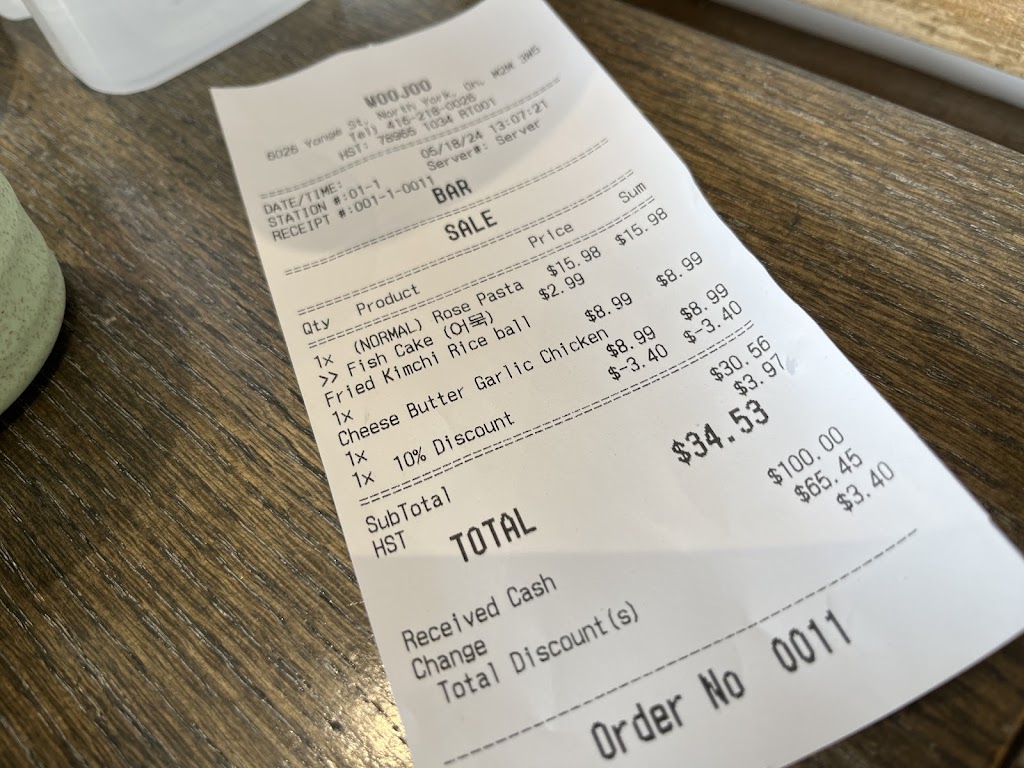 WOOJOO
6026 Yonge St, North York, On, M2M 3W5
Tel: 416-218-0026
HST: 78965 1034 RT001
DATE/TIME: 05/18/24 13:07:21
STATION #:01-1 Server#: Server
RECEIPT #:001-1-0011
BAR
SALE
Qty Product Price Sum
1x (NORMAL) Rose Pasta $15.98 $15.98
>> Fish Cake (어묵) $2.99
Fried Kimchi Rice ball
1x $8.99 $8.99
Cheese Butter Garlic Chicken
1x $8.99 $8.99
1x 10% Discount $-3.40 $-3.40
SubTotal $30.56
HST $3.97
TOTAL $34.53
Received Cash $100.00
Change $65.45
Total Discount(s) $3.40
Order No 0011